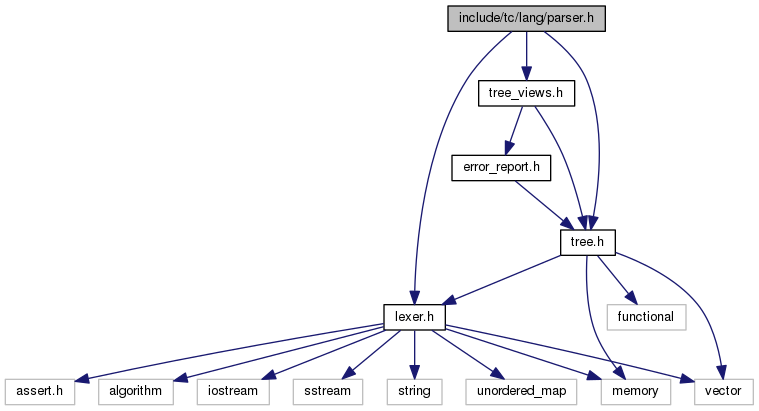 include/tc/lang/parser.h
tree_views.h
error_report.h
tree.h
lexer.h
functional
assert.h
algorithm
iostream
sstream
string
unordered_map
memory
vector